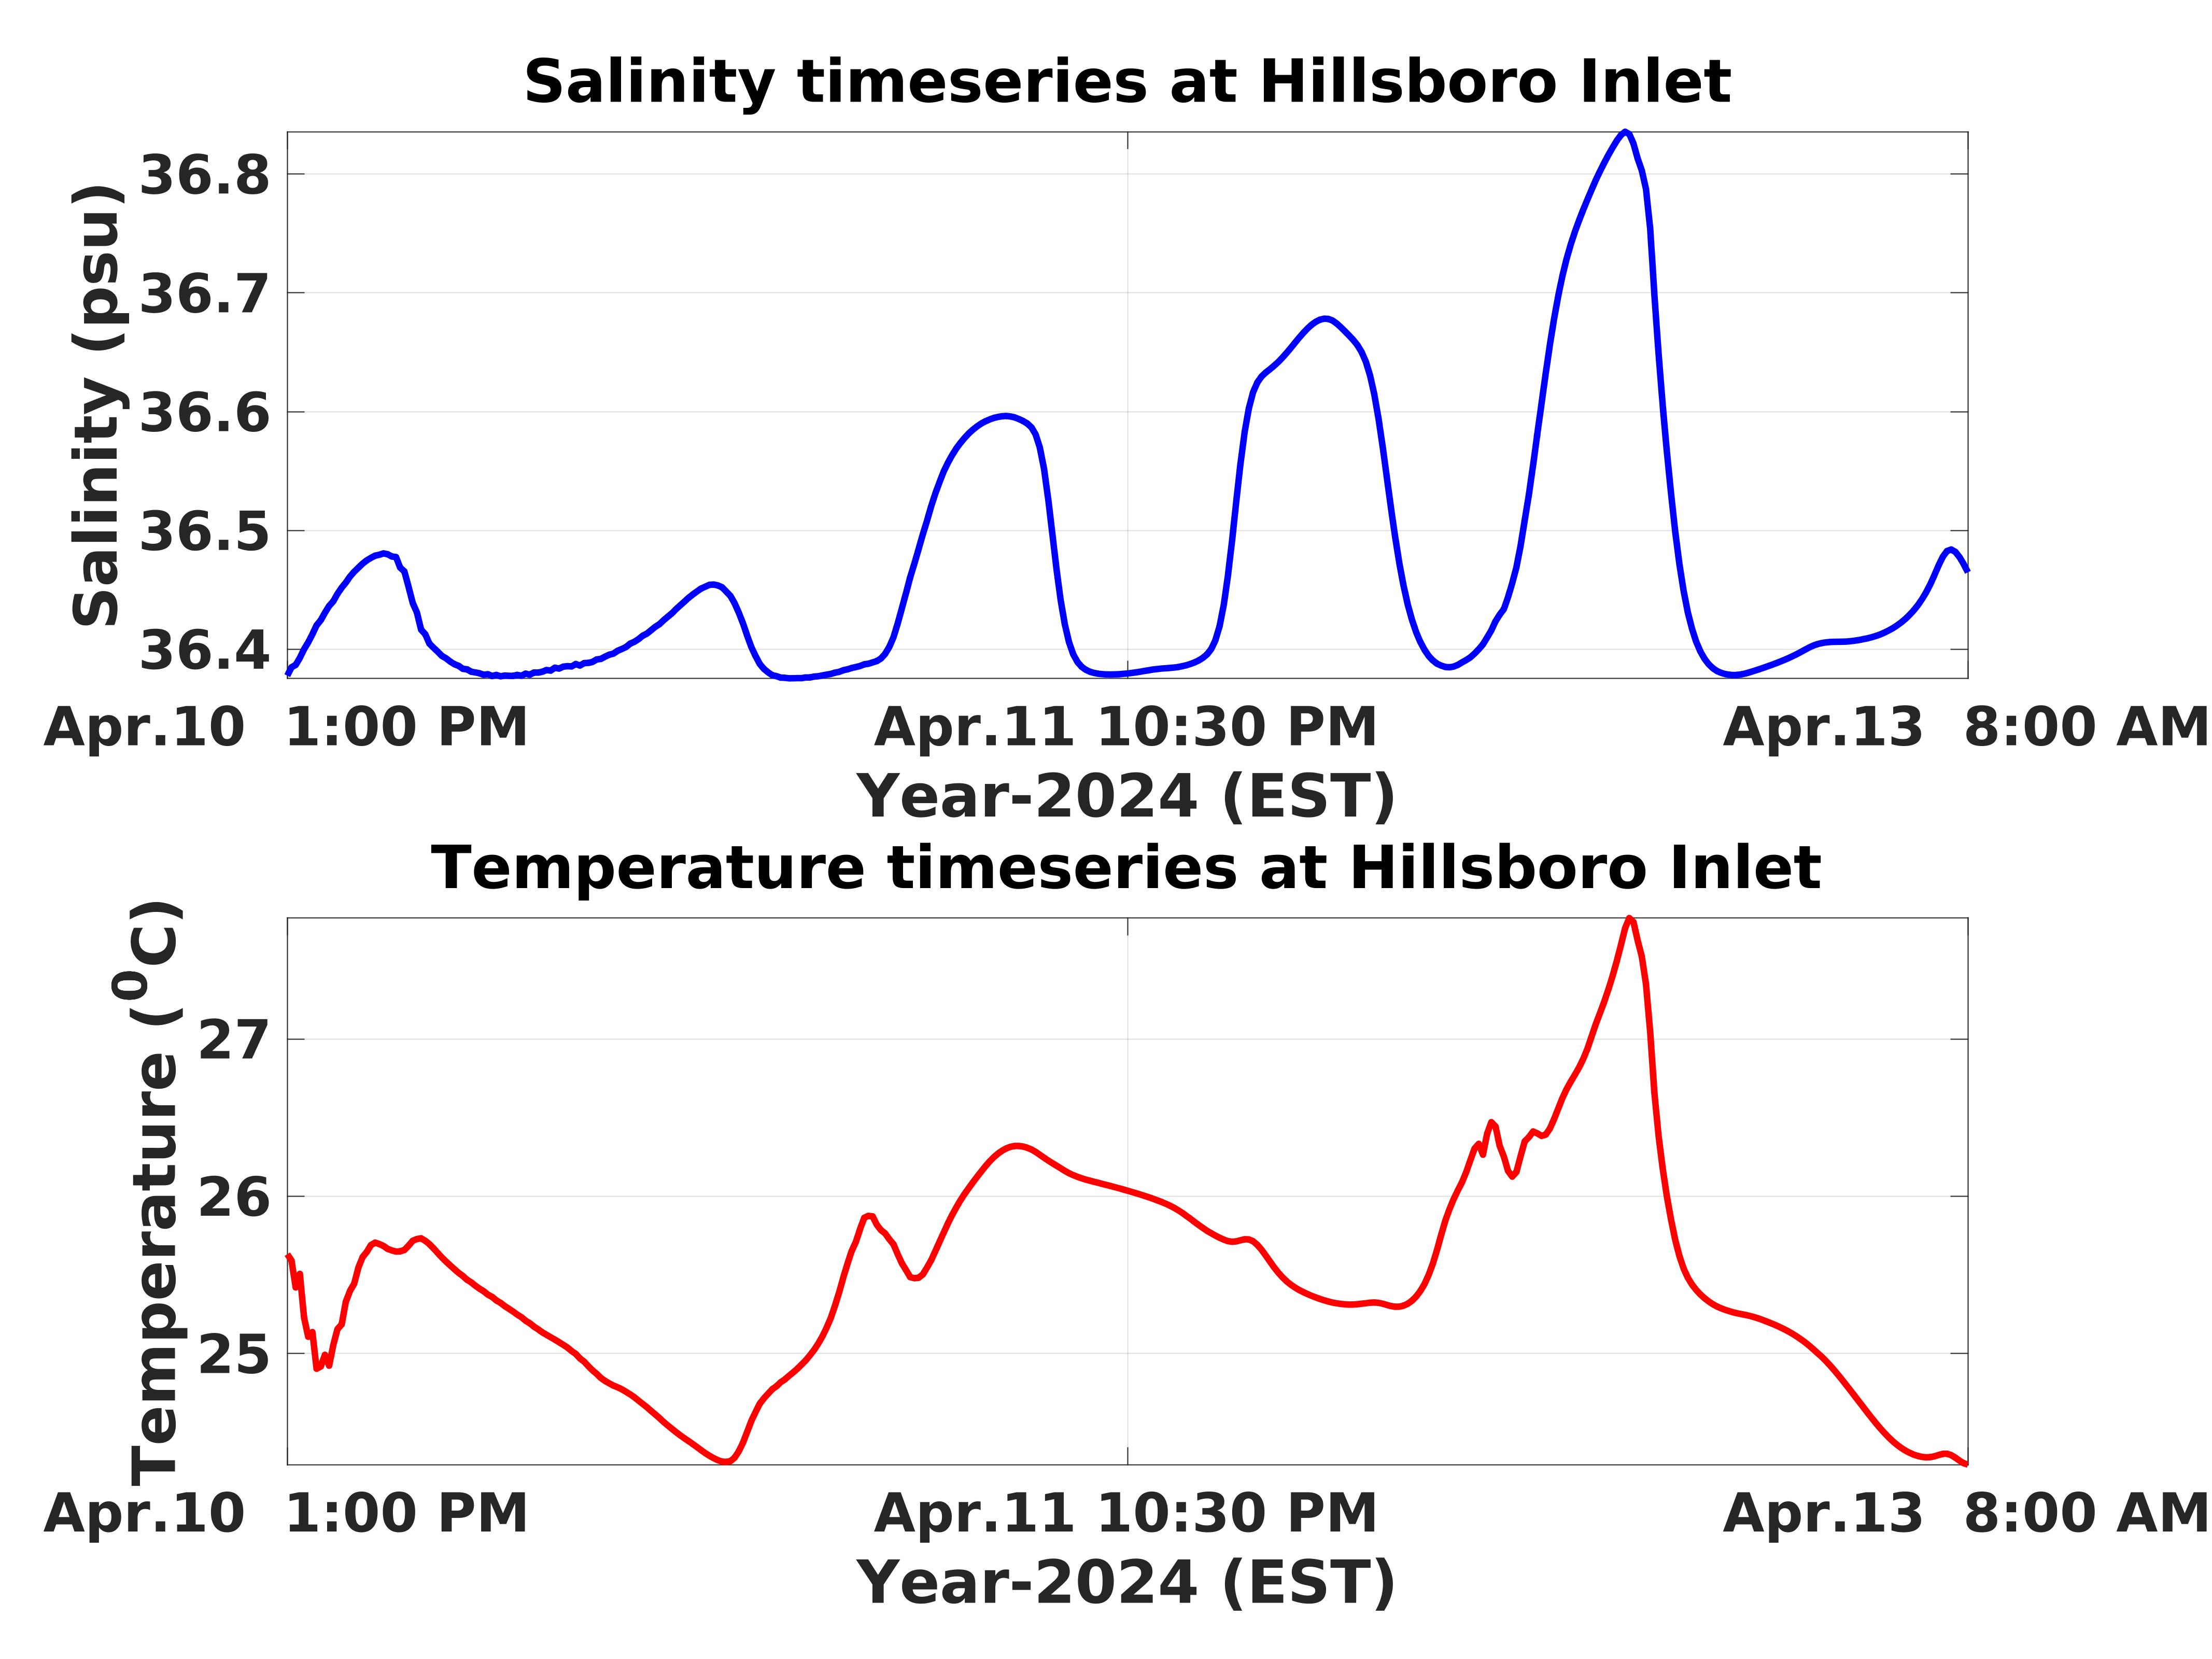 Salinity timeseries at Hillsboro Inlet
Salinity (psu)
36.8
36.7
36.6
36.5
36.4
Apr.10  1:00 PM
Apr.11 10:30 PM
Apr.13  8:00 AM
Year-2024 (EST)
Temperature timeseries at Hillsboro Inlet
Temperature (⁰C)
27
26
25
Apr.10  1:00 PM
Apr.11 10:30 PM
Apr.13  8:00 AM
Year-2024 (EST)